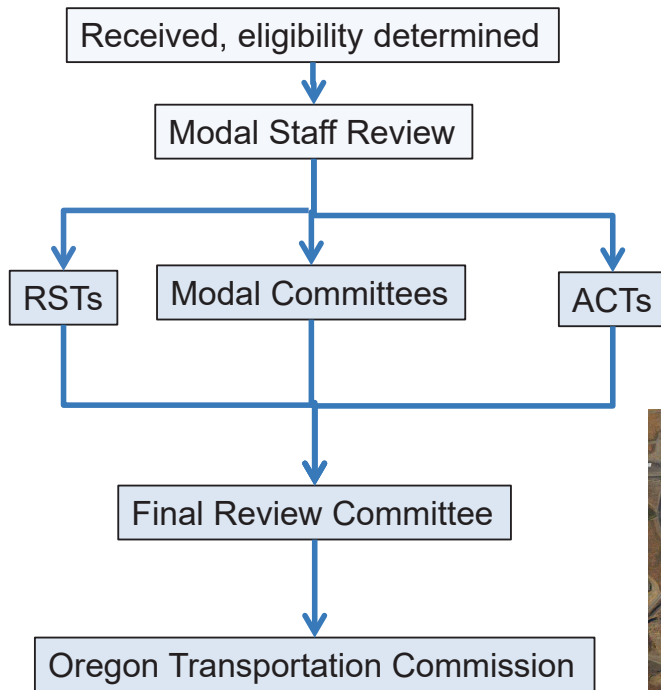 Received, eligibility determined
Modal Staff Review
RSTs
Modal Committees
ACTs
Final Review Committee
Oregon Transportation Commission